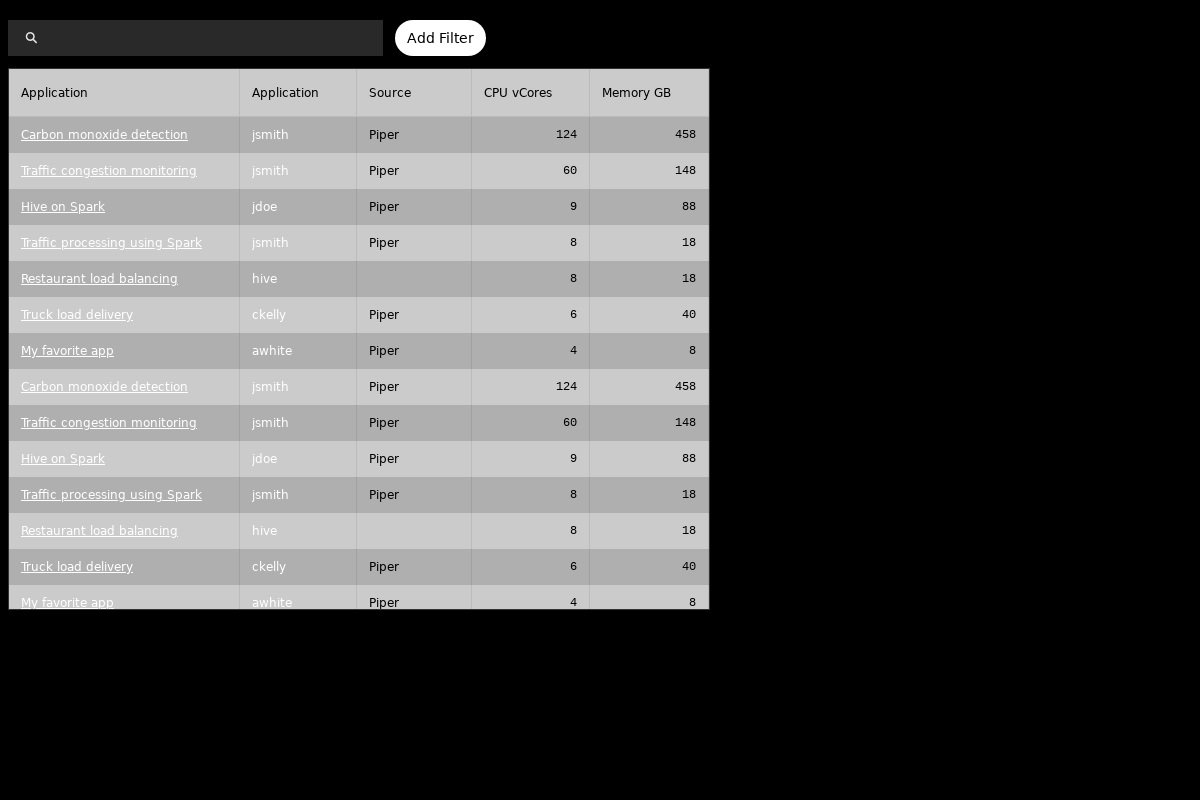 Add Filter
Application Application Source CPU vCores Memory GB
Carbon monoxide detection jsmith Piper 124 458
Traffic congestion monitoring jsmith Piper 60 148
Hive on Spark jdoe Piper 9 88
Traffic processing using Spark jsmith Piper 8 18
Restaurant load balancing hive 8 18
Truck load delivery ckelly Piper 6 40
My favorite app awhite Piper 4 8
Carbon monoxide detection jsmith Piper 124 458
Traffic congestion monitoring jsmith Piper 60 148
Hive on Spark jdoe Piper 9 88
Traffic processing using Spark jsmith Piper 8 18
Restaurant load balancing hive 8 18
Truck load delivery ckelly Piper 6 40
My favorite app awhite Piper 4 8